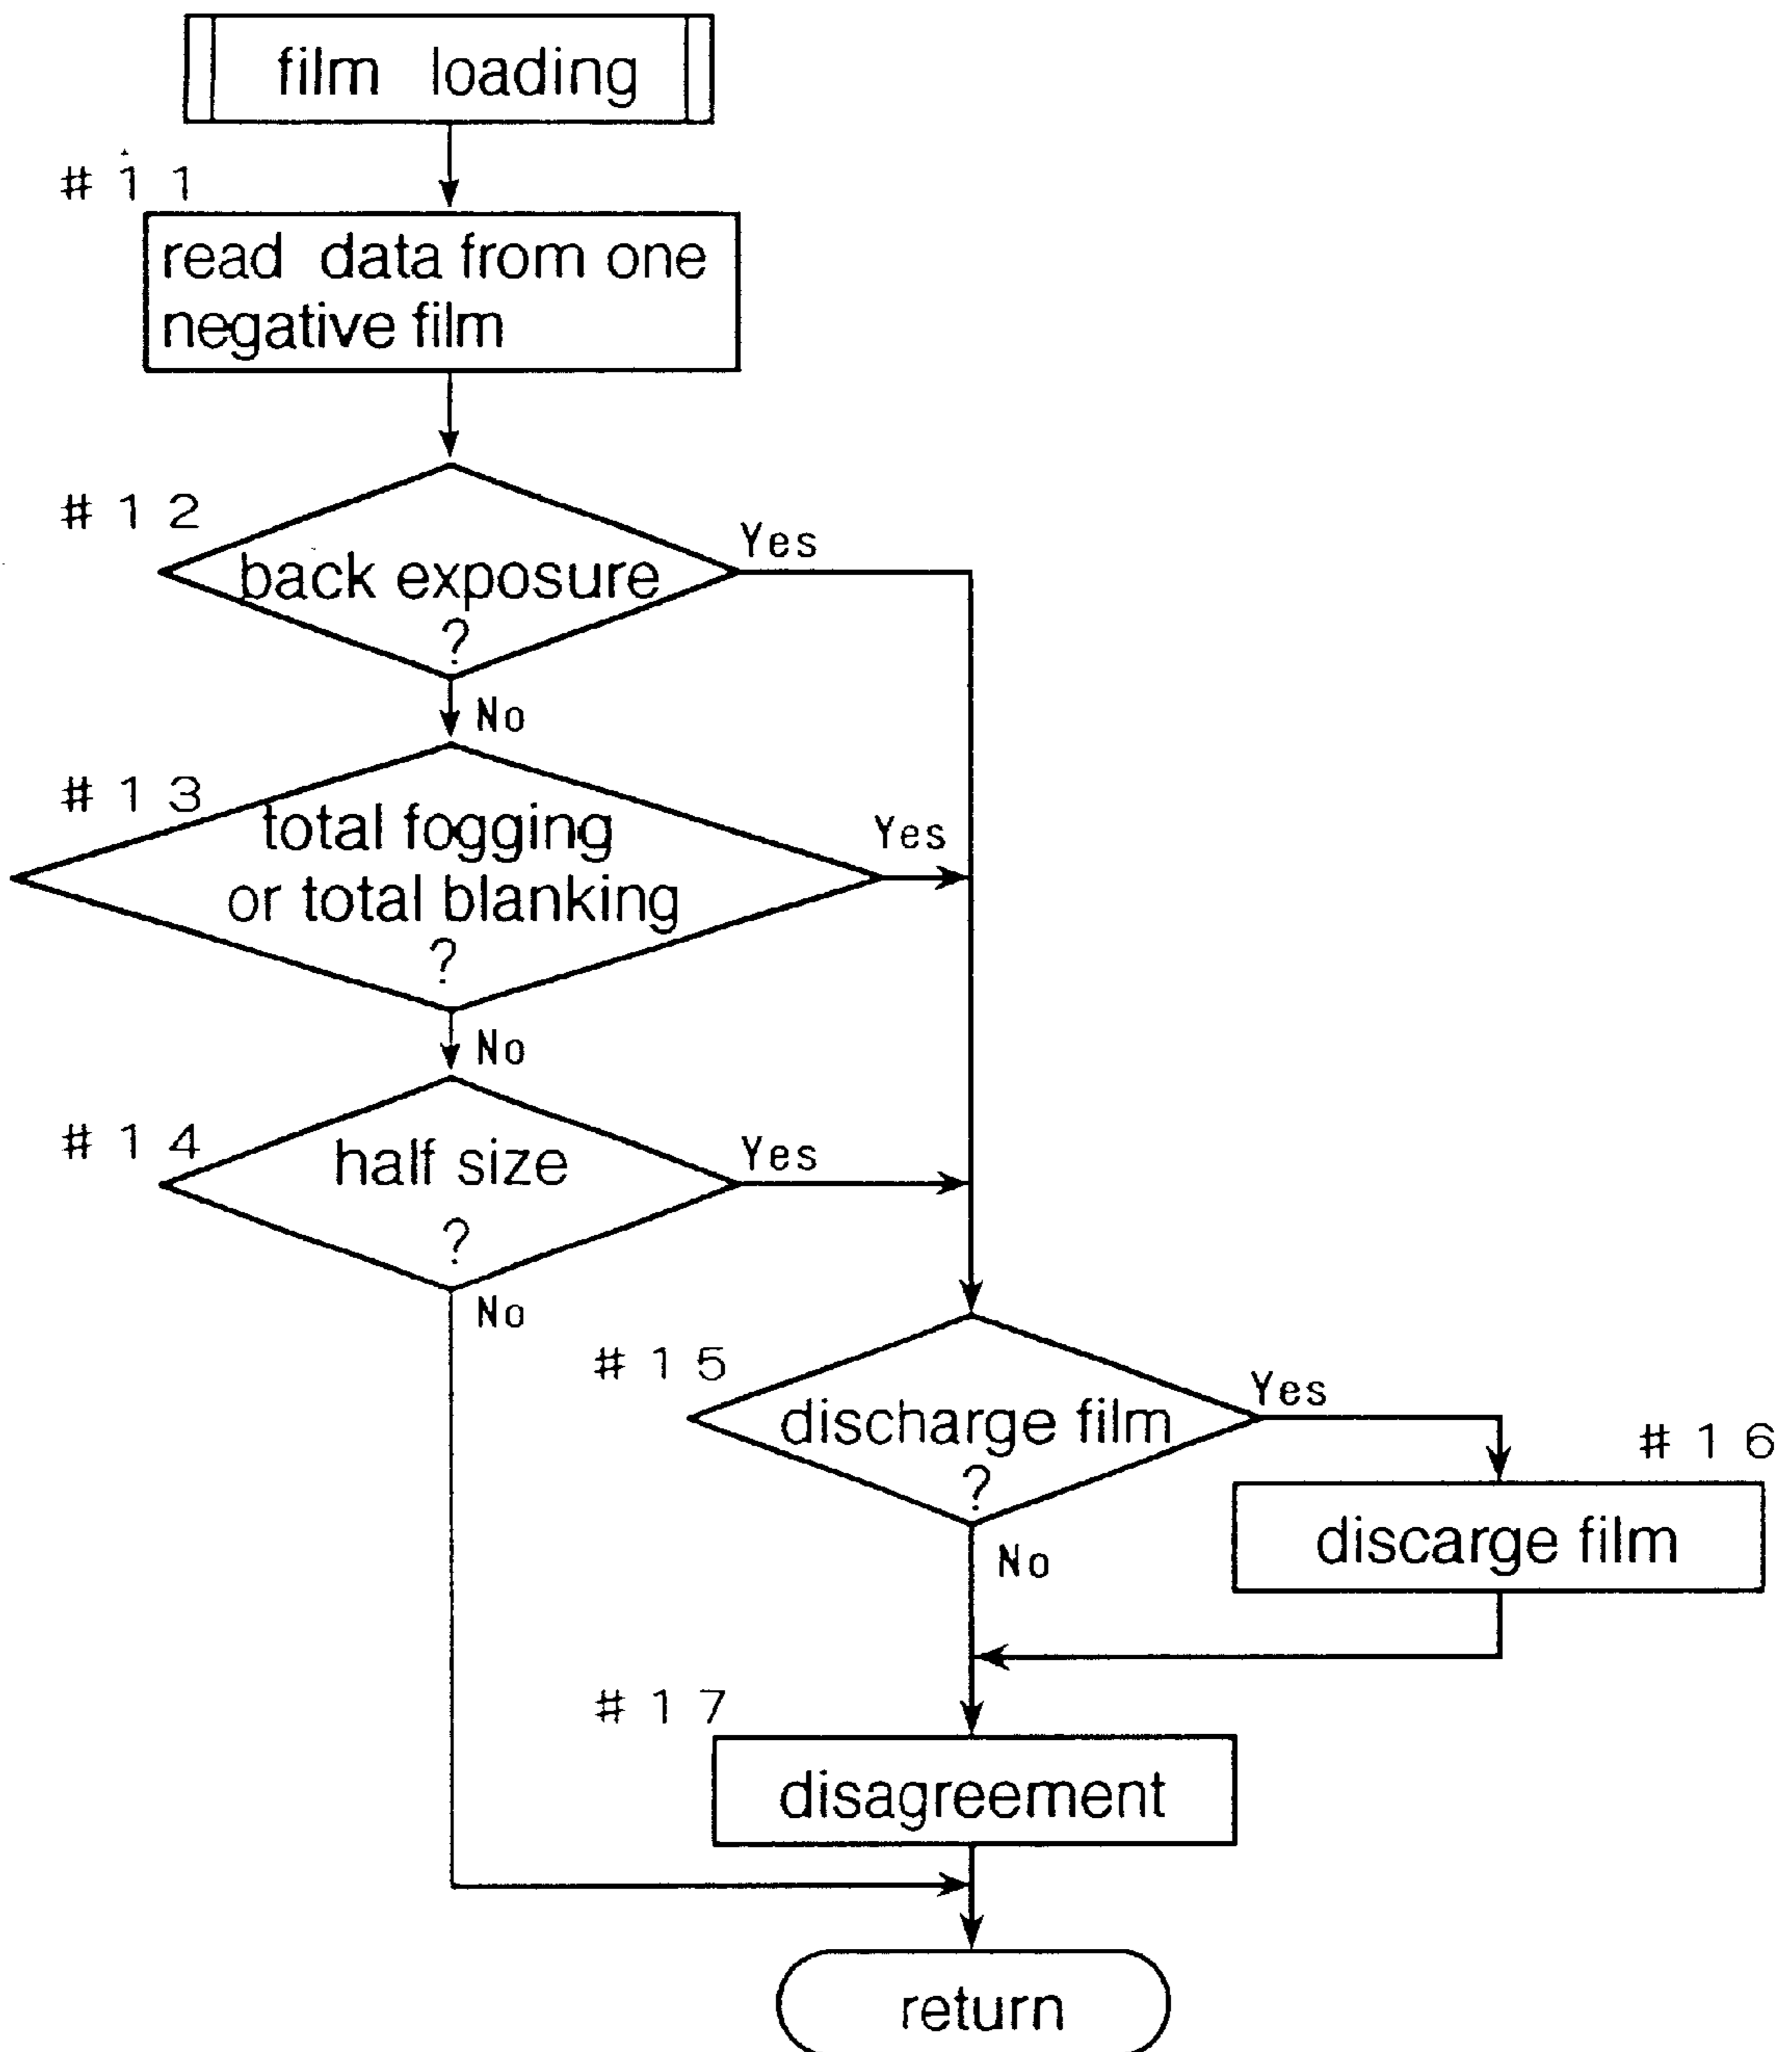 film loading
#11
read data from one
negative film
#12
back exposure
?
Yes
No
#13
total fogging
or total blanking
?
Yes
No
#14
half size
?
Yes
No
#15
discharge film
?
Yes
No
#16
discarge film
#17
disagreement
return